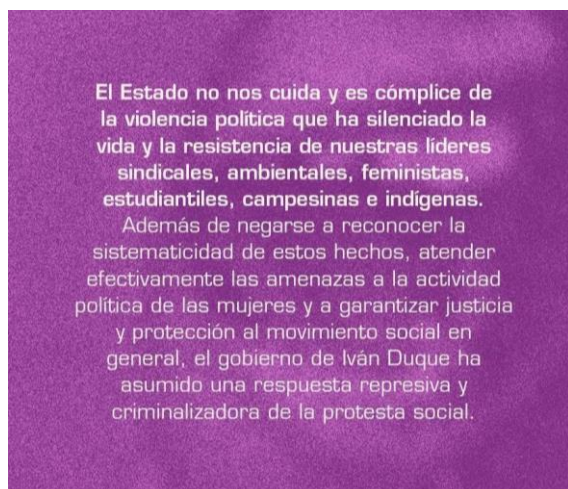 El Estado no nos cuida y es cómplice de
la violencia política que ha silenciado la
vida y la resistencia de nuestras líderes
sindicales, ambientales, feministas,
estudiantiles, campesinas e indígenas.
Además de negarse a reconocer la
sistematicidad de estos hechos, atender
efectivamente las amenazas a la actividad
política de las mujeres y a garantizar justicia
y protección al movimiento social en
general, el gobierno de Iván Duque ha
asumido una respuesta represiva y
criminalizadora de la protesta social.